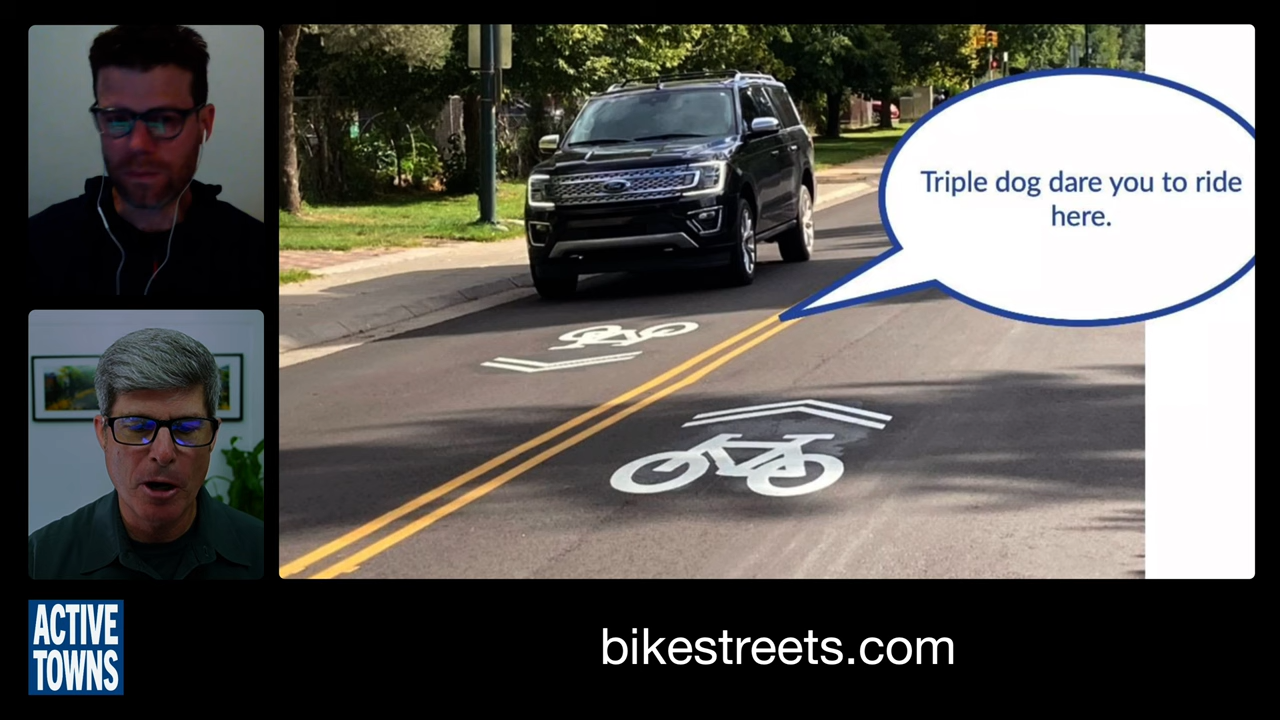 Triple dog dare you to ride
here.
ACTIVE
TOWNS
bikestreets.com